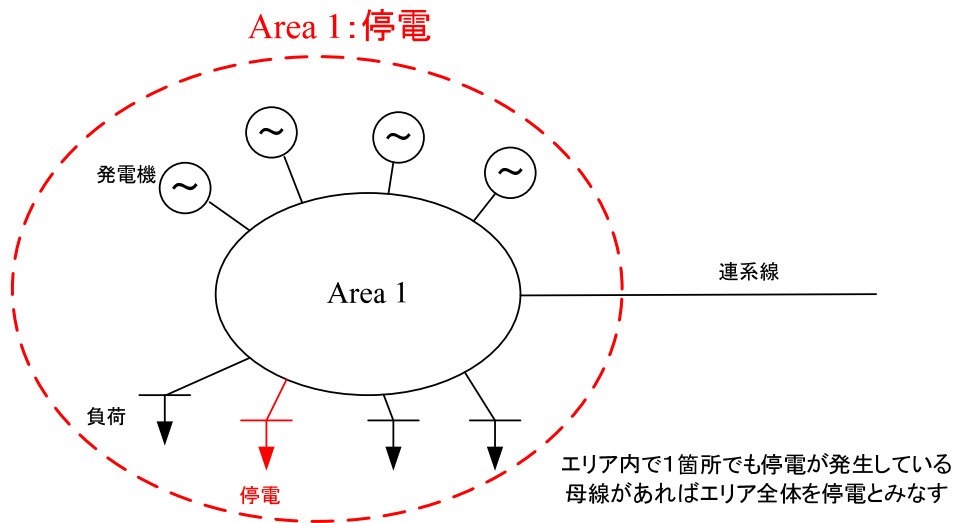 Area 1：停電
発電機
連系線
Area 1
負荷
停電
エリア内で1箇所でも停電が発生している
母線があればエリア全体を停電とみなす